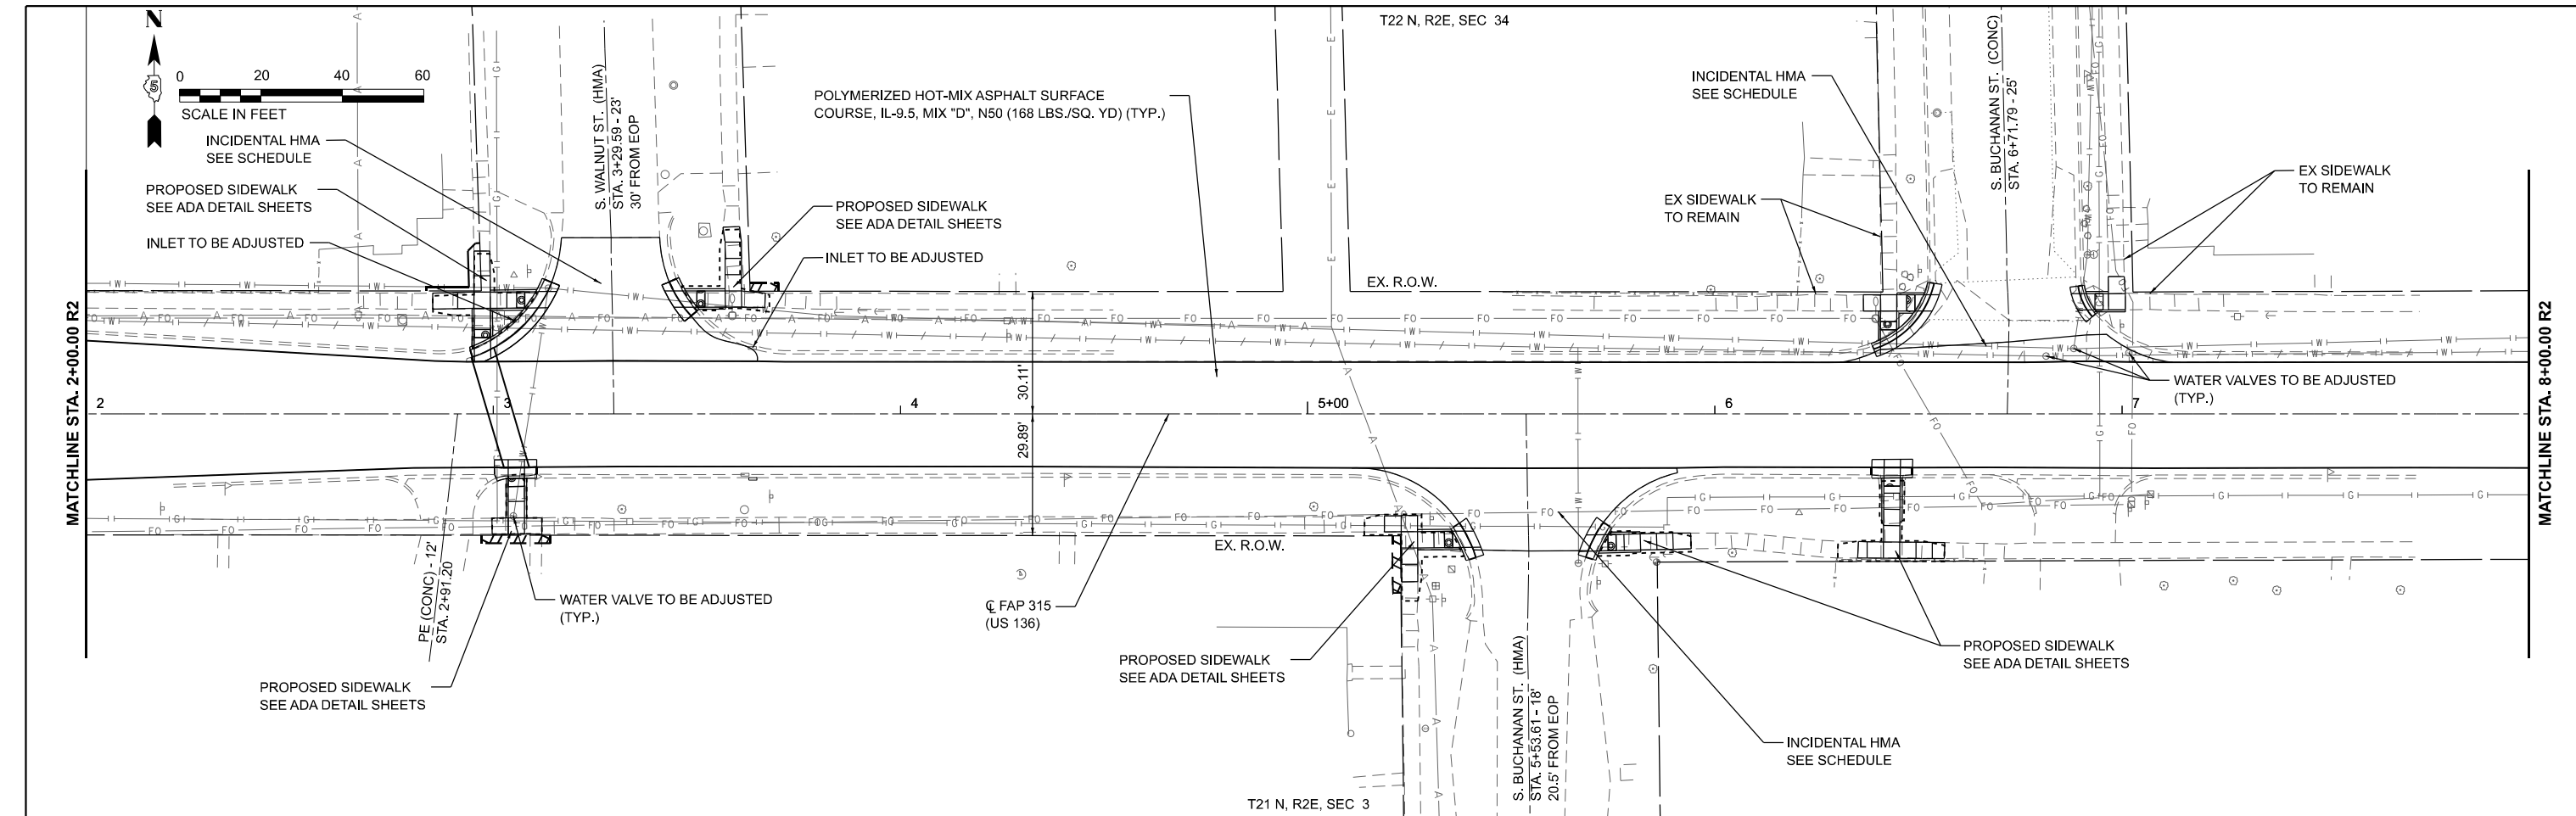 N
0 20 40 60
SCALE IN FEET
T22 N, R2E, SEC 34
INCIDENTAL HMA
SEE SCHEDULE
PROPOSED SIDEWALK
SEE ADA DETAIL SHEETS
INLET TO BE ADJUSTED
S. WALNUT ST. (HMA)
STA. 3+29.59 - 23'
30' FROM EOP
POLYMERIZED HOT-MIX ASPHALT SURFACE
COURSE, IL-9.5, MIX "D", N50 (168 LBS./SQ. YD) (TYP.)
PROPOSED SIDEWALK
SEE ADA DETAIL SHEETS
INLET TO BE ADJUSTED
INCIDENTAL HMA
SEE SCHEDULE
EX SIDEWALK
TO REMAIN
S. BUCHANAN ST. (CONC)
STA. 6+71.79 - 25'
EX SIDEWALK
TO REMAIN
EX. R.O.W.
MATCHLINE STA. 2+00.00 R2
2
3
4
5+00
6
7
30.11'
29.89'
WATER VALVES TO BE ADJUSTED
(TYP.)
MATCHLINE STA. 8+00.00 R2
EX. R.O.W.
PE (CONC) - 12'
STA. 2+91.20
WATER VALVE TO BE ADJUSTED
(TYP.)
℄ FAP 315
(US 136)
PROPOSED SIDEWALK
SEE ADA DETAIL SHEETS
PROPOSED SIDEWALK
SEE ADA DETAIL SHEETS
S. BUCHANAN ST. (HMA)
STA. 5+53.61 - 18'
20.5' FROM EOP
PROPOSED SIDEWALK
SEE ADA DETAIL SHEETS
INCIDENTAL HMA
SEE SCHEDULE
T21 N, R2E, SEC 3